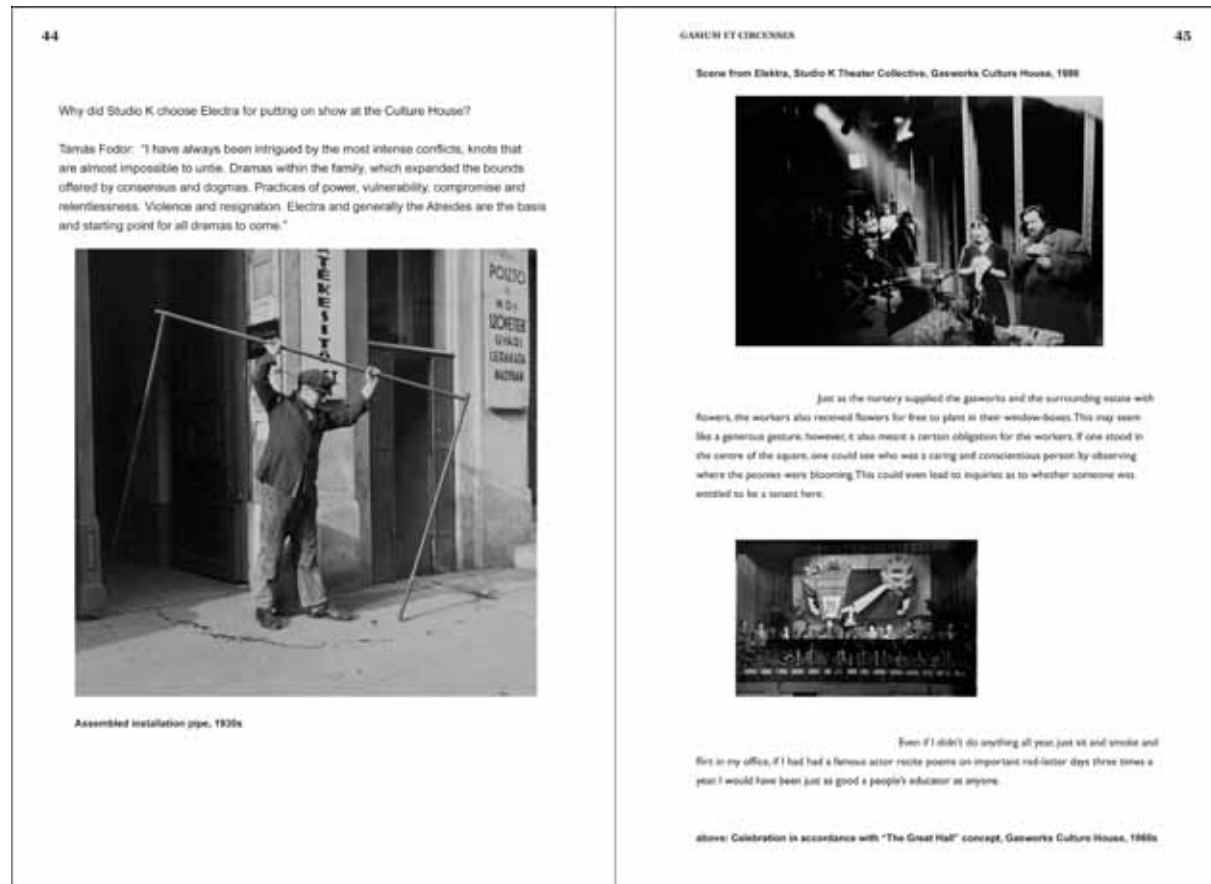 44
Why did Studio K choose Electra for putting on show at the Culture House?
Tamás Fodor: "I have always been intrigued by the most intense conflicts, knots that
are almost impossible to untie. Dramas within the family, which expanded the bounds
offered by consensus and dogmas. Practices of power, vulnerability, compromise and
relentlessness. Violence and resignation. Electra and generally the Atreides are the basis
and starting point for all dramas to come."
TÉKESÍTÁSI
POSZTO
NÖI
SZÖVETEK
GYÁRI
LERAKATA
NAGYBAN
Assembled installation pipe, 1930s
GASIUM ET CIRCENSES
45
Scene from Elektra, Studio K Theater Collective, Gasworks Culture House,
Just as the nursery supplied the gasworks and the surrounding estate with
flowers, the workers also received flowers for free to plant in their window-boxes. This may seem
like a generous gesture, however, it also meant a certain obligation for the workers. If one stood in
the centre of the square, one could see who was a caring and conscientious person by observing
where the peonies were blooming. This could even lead to inquiries as to whether someone was
entitled to be a tenant here.
Even if I didn't do anything all year, just sit and smoke and
flirt in my office, if I had had a famous actor recite poems on important red-letter days three times a
year, I would have been just as good a people's educator as anyone.
above: Celebration in accordance with "The Great Hall" concept, Gasworks Culture House,